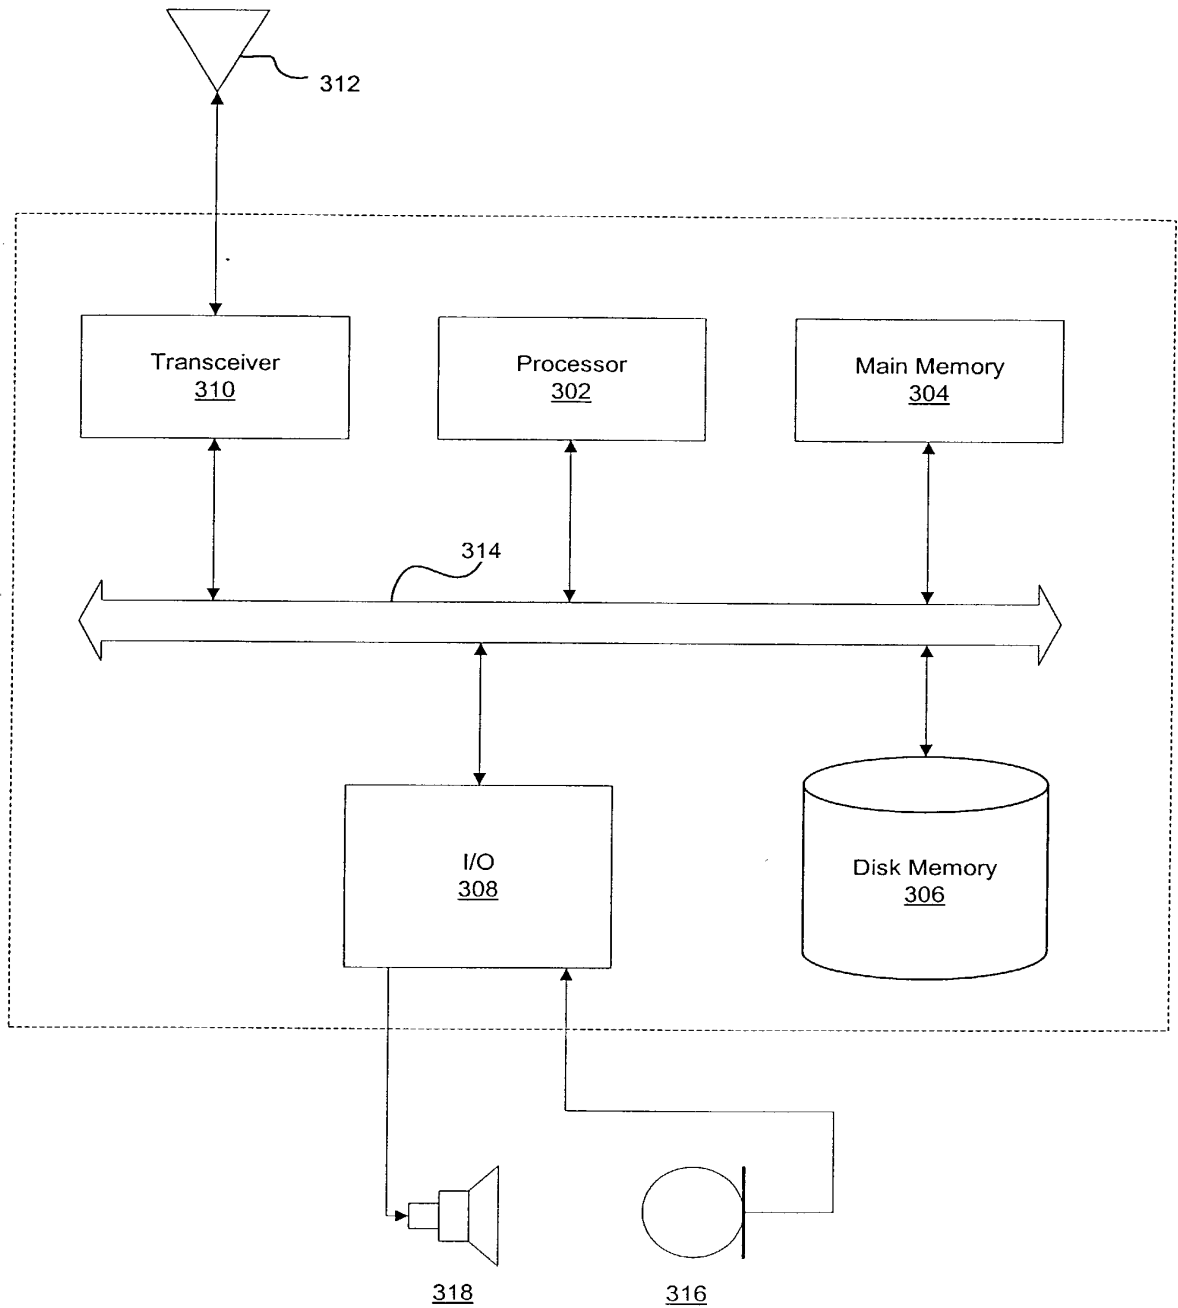 312
Transceiver
310
Processor
302
Main Memory
304
314
I/O
308
Disk Memory
306
318
316